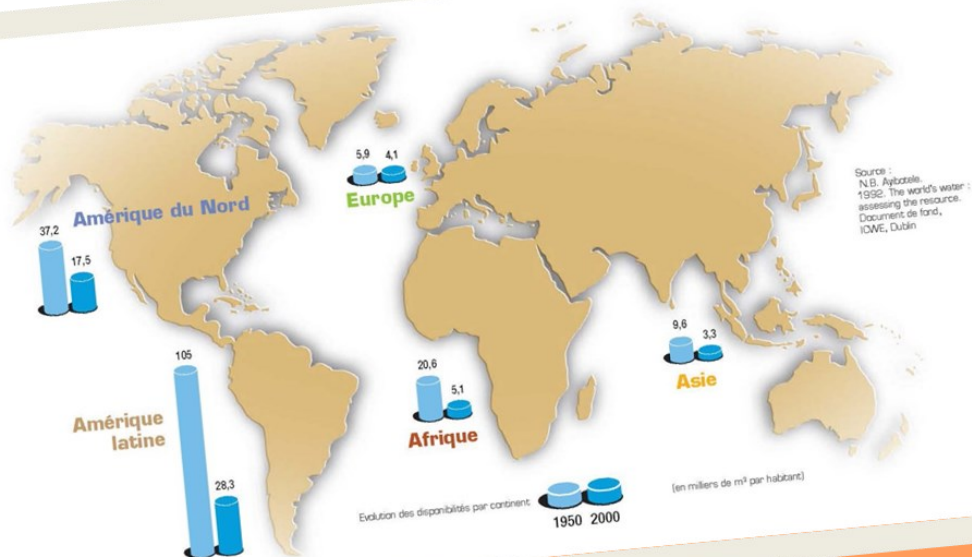 5,9 4,1
Europe
Amérique du Nord
37,2
17,5
Source :
N.B. Ayibotele.
1992. The world's water :
assessing the resource.
Document de fond,
ICWE, Dublin
105
28,3
Amérique
latine
20,6
5,1
Afrique
9,6
3,3
Asie
Evolution des disponibilités par continent
1950 2000
(en milliers de m³ par habitant)